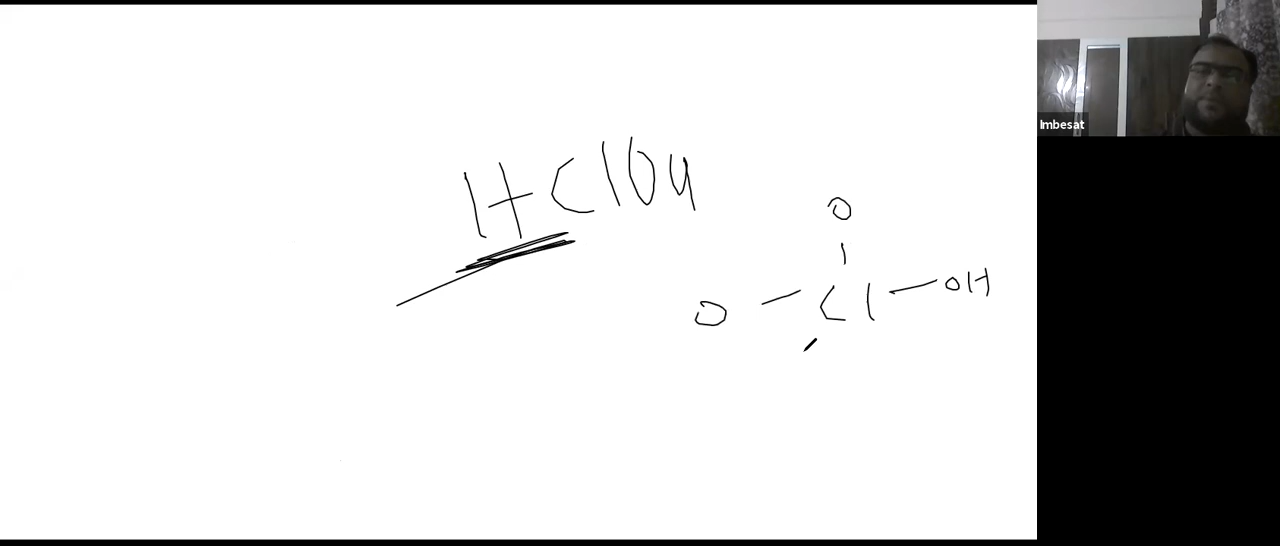 HClO4
O
O - Cl - OH
Imbesat